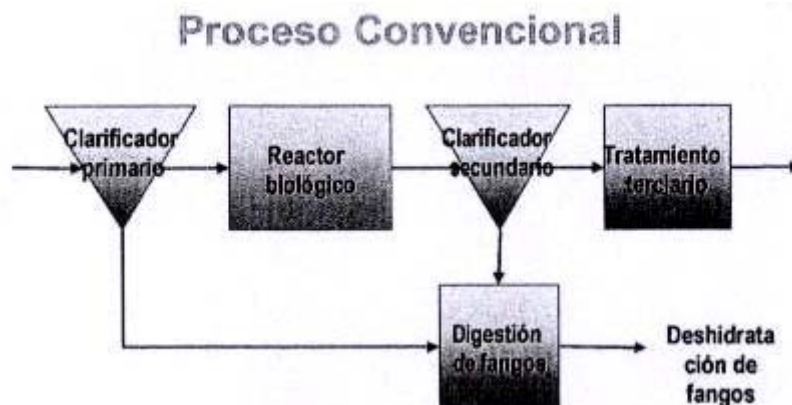 Proceso Convencional
Clarificador
primario
Reactor
biológico
Clarificador
secundario
Tratamiento
terciario
Digestión
de fangos
Deshidrata
ción de
fangos